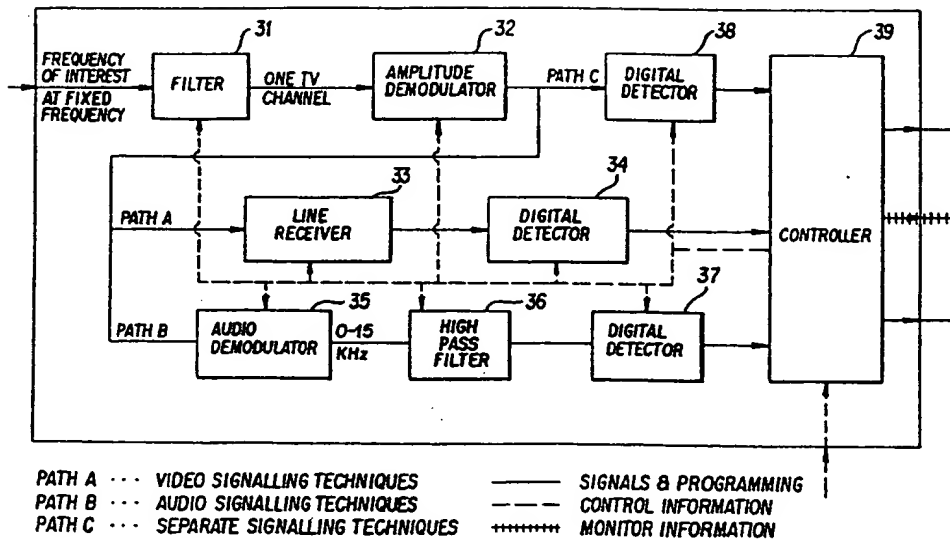 31
32
38
39
FREQUENCY
OF INTEREST
AT FIXED
FREQUENCY
FILTER
ONE TV
CHANNEL
AMPLITUDE
DEMODULATOR
PATH C
DIGITAL
DETECTOR
33
34
PATH A
LINE
RECEIVER
DIGITAL
DETECTOR
CONTROLLER
35
36
37
PATH B
AUDIO
DEMODULATOR
0-15
KHz
HIGH
PASS
FILTER
DIGITAL
DETECTOR
PATH A ··· VIDEO SIGNALLING TECHNIQUES
PATH B ··· AUDIO SIGNALLING TECHNIQUES
PATH C ··· SEPARATE SIGNALLING TECHNIQUES
SIGNALS & PROGRAMMING
CONTROL INFORMATION
MONITOR INFORMATION